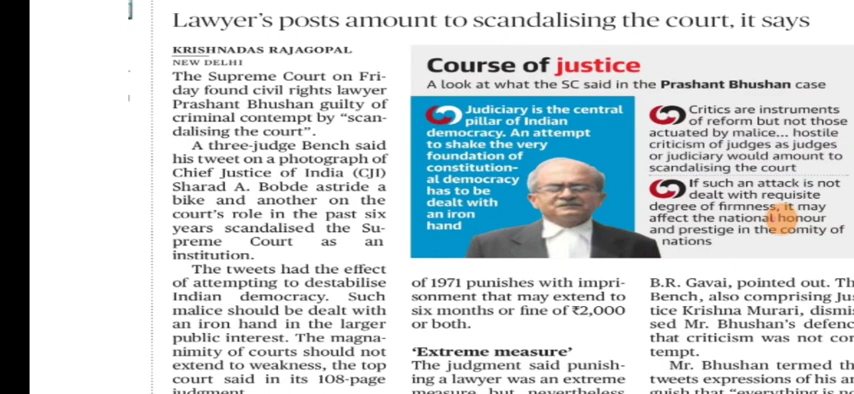 Lawyer's posts amount to scandalising the court, it says
KRISHNADAS RAJAGOPAL
NEW DELHI
The Supreme Court on Fri-
day found civil rights lawyer
Prashant Bhushan guilty of
criminal contempt by "scan-
dalising the court".
A three-judge Bench said
his tweet on a photograph of
Chief Justice of India (CJI)
Sharad A. Bobde astride a
bike and another on the
court's role in the past six
years scandalised the Su-
preme Court as an
institution.
The tweets had the effect
of attempting to destabilise
Indian democracy. Such
malice should be dealt with
an iron hand in the larger
public interest. The magna-
nimity of courts should not
extend to weakness, the top
court said in its 108-page
judgment.
Course of justice
A look at what the SC said in the Prashant Bhushan case
Judiciary is the central
pillar of Indian
democracy. An attempt
to shake the very
foundation of
constitution-
al democracy
has to be
dealt with
an iron
hand
Critics are instruments
of reform but not those
actuated by malice... hostile
criticism of judges as judges
or judiciary would amount to
scandalising the court
If such an attack is not
dealt with requisite
degree of firmness, it may
affect the national honour
and prestige in the comity of
nations
of 1971 punishes with impri-
sonment that may extend to
six months or fine of ₹2,000
or both.
'Extreme measure'
The judgment said punish-
ing a lawyer was an extreme
measure but nevertheless
B.R. Gavai, pointed out. Th
Bench, also comprising Jus
tice Krishna Murari, dismi
sed Mr. Bhushan's defenc
that criticism was not con
tempt.
Mr. Bhushan termed th
tweets expressions of his an
guish that "everything is no